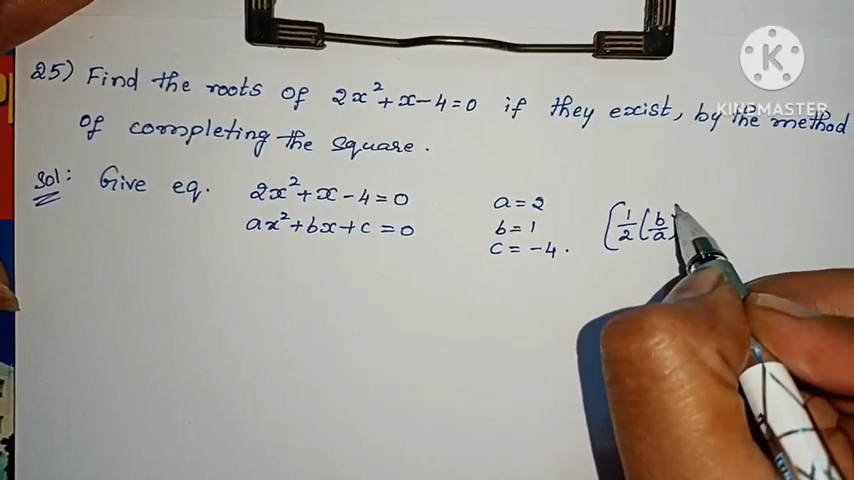 25) Find the roots of 2x² + x - 4 = 0 if they exist, by the method
of completing the square.
Sol: Give eq. 2x² + x - 4 = 0 a = 2
ax² + bx + c = 0 b = 1 (1/2 (b/a)
c = -4.
K
KINEMASTER